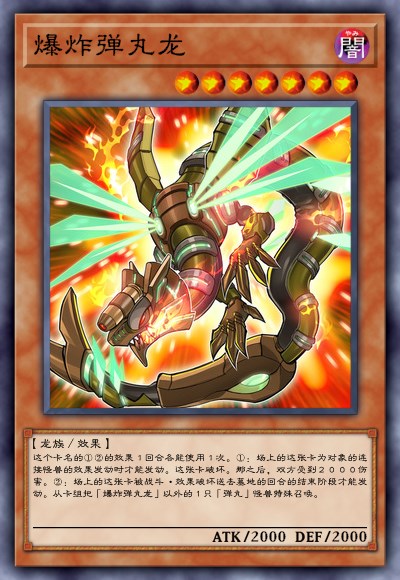 爆炸弹丸龙
やみ
闇
【龙族／效果】
这个卡名的①②的效果1回合各能使用1次。①：场上的这张卡为对象的连
接怪兽的效果发动时才能发动。这张卡破坏。那之后，双方受到2000伤
害。②：场上的这张卡被战斗·效果破坏送去墓地的回合的结束阶段才能发
动。从卡组把「爆炸弹丸龙」以外的1只「弹丸」怪兽特殊召唤。
ATK/2000 DEF/2000